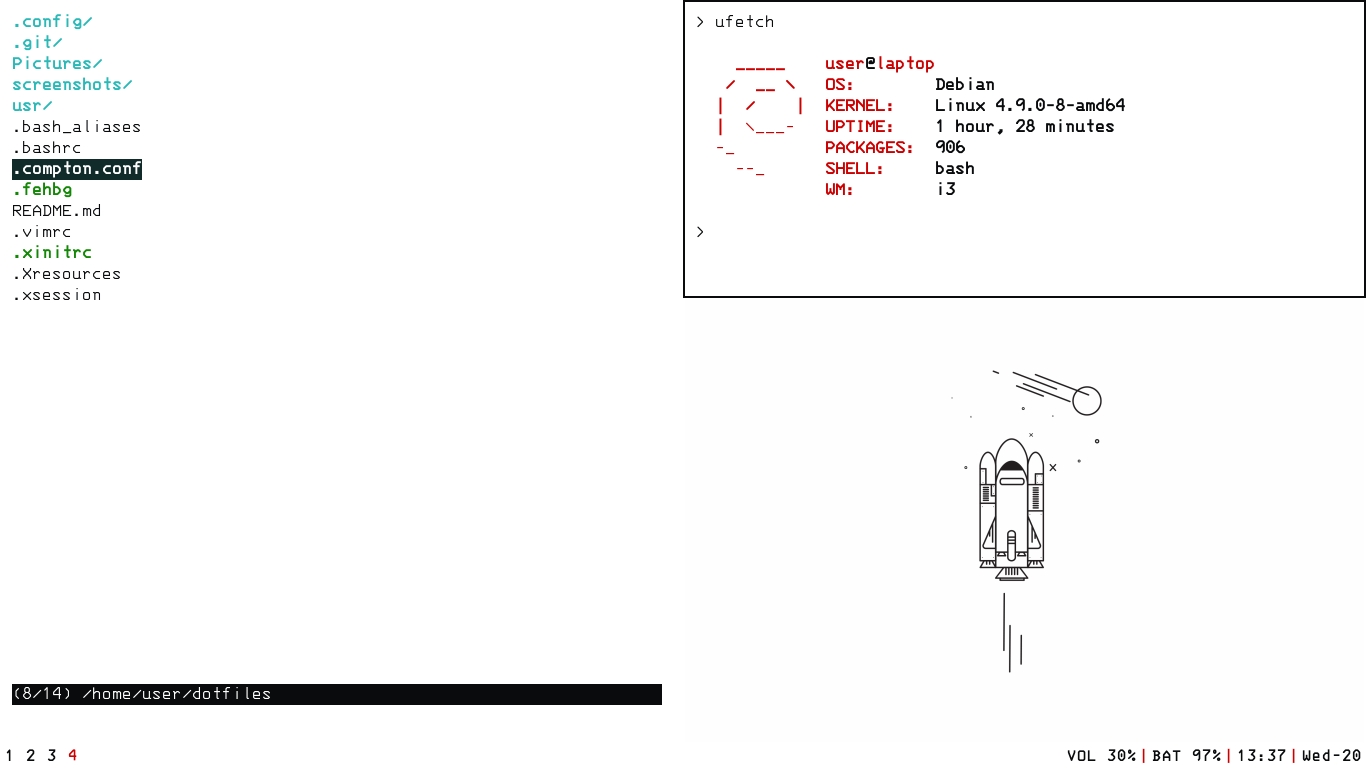 .config/
.git/
Pictures/
screenshots/
usr/
.bash_aliases
.bashrc
.compton.conf
.fehbg
README.md
.vimrc
.xinitrc
.Xresources
.xsession
(8/14) /home/user/dotfiles
> ufetch
user@laptop
OS: Debian
KERNEL: Linux 4.9.0-8-amd64
UPTIME: 1 hour, 28 minutes
PACKAGES: 906
SHELL: bash
WM: i3
>
1 2 3 4
VOL 30%|BAT 97%|13:37|Wed-20